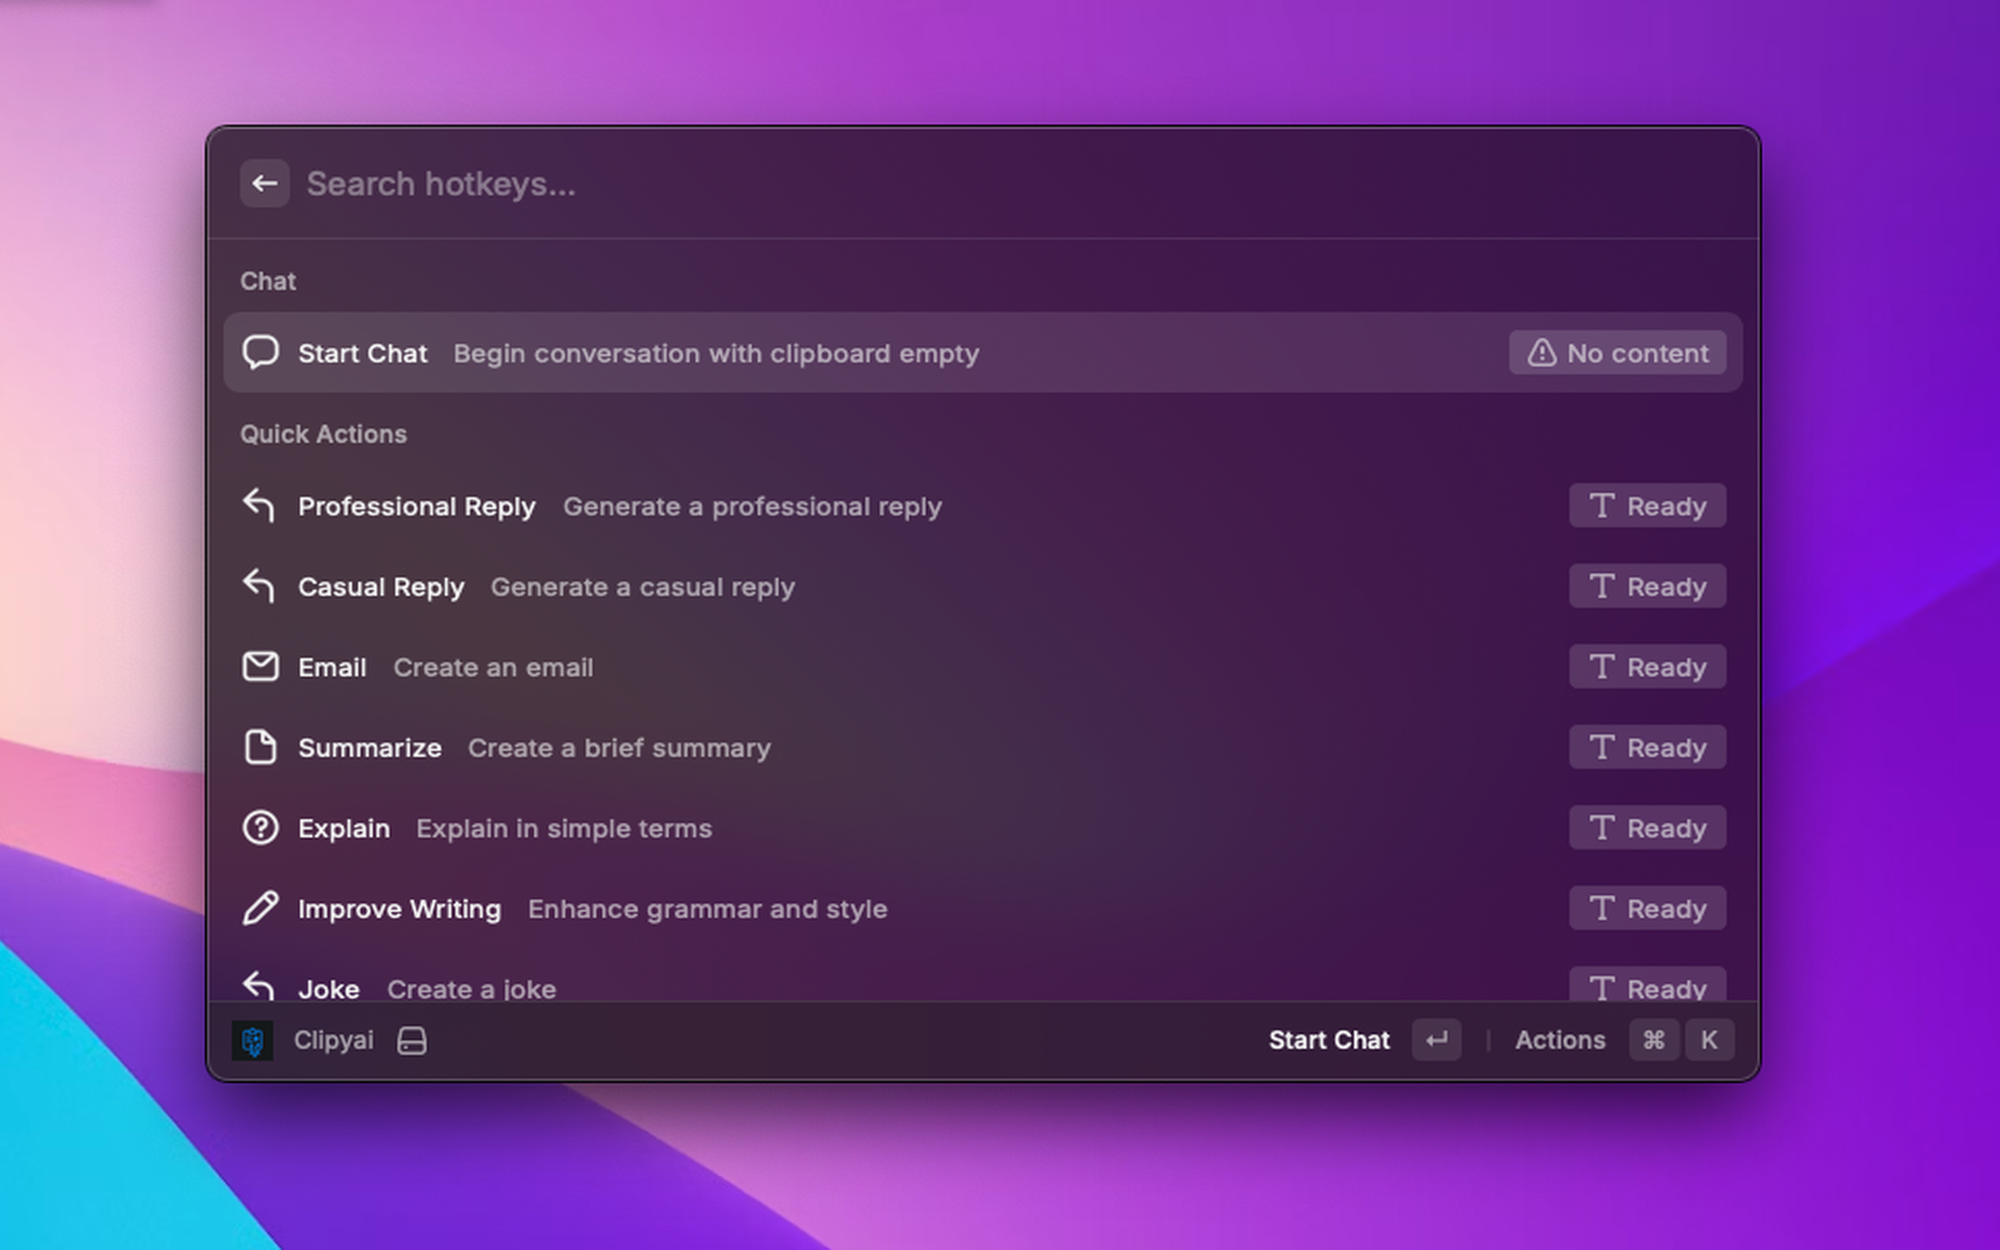 Search hotkeys...
Chat
Start Chat Begin conversation with clipboard empty No content
Quick Actions
Professional Reply Generate a professional reply Ready
Casual Reply Generate a casual reply Ready
Email Create an email Ready
Summarize Create a brief summary Ready
Explain Explain in simple terms Ready
Improve Writing Enhance grammar and style Ready
Joke Create a joke Ready
Clipyai Start Chat Actions ⌘ K